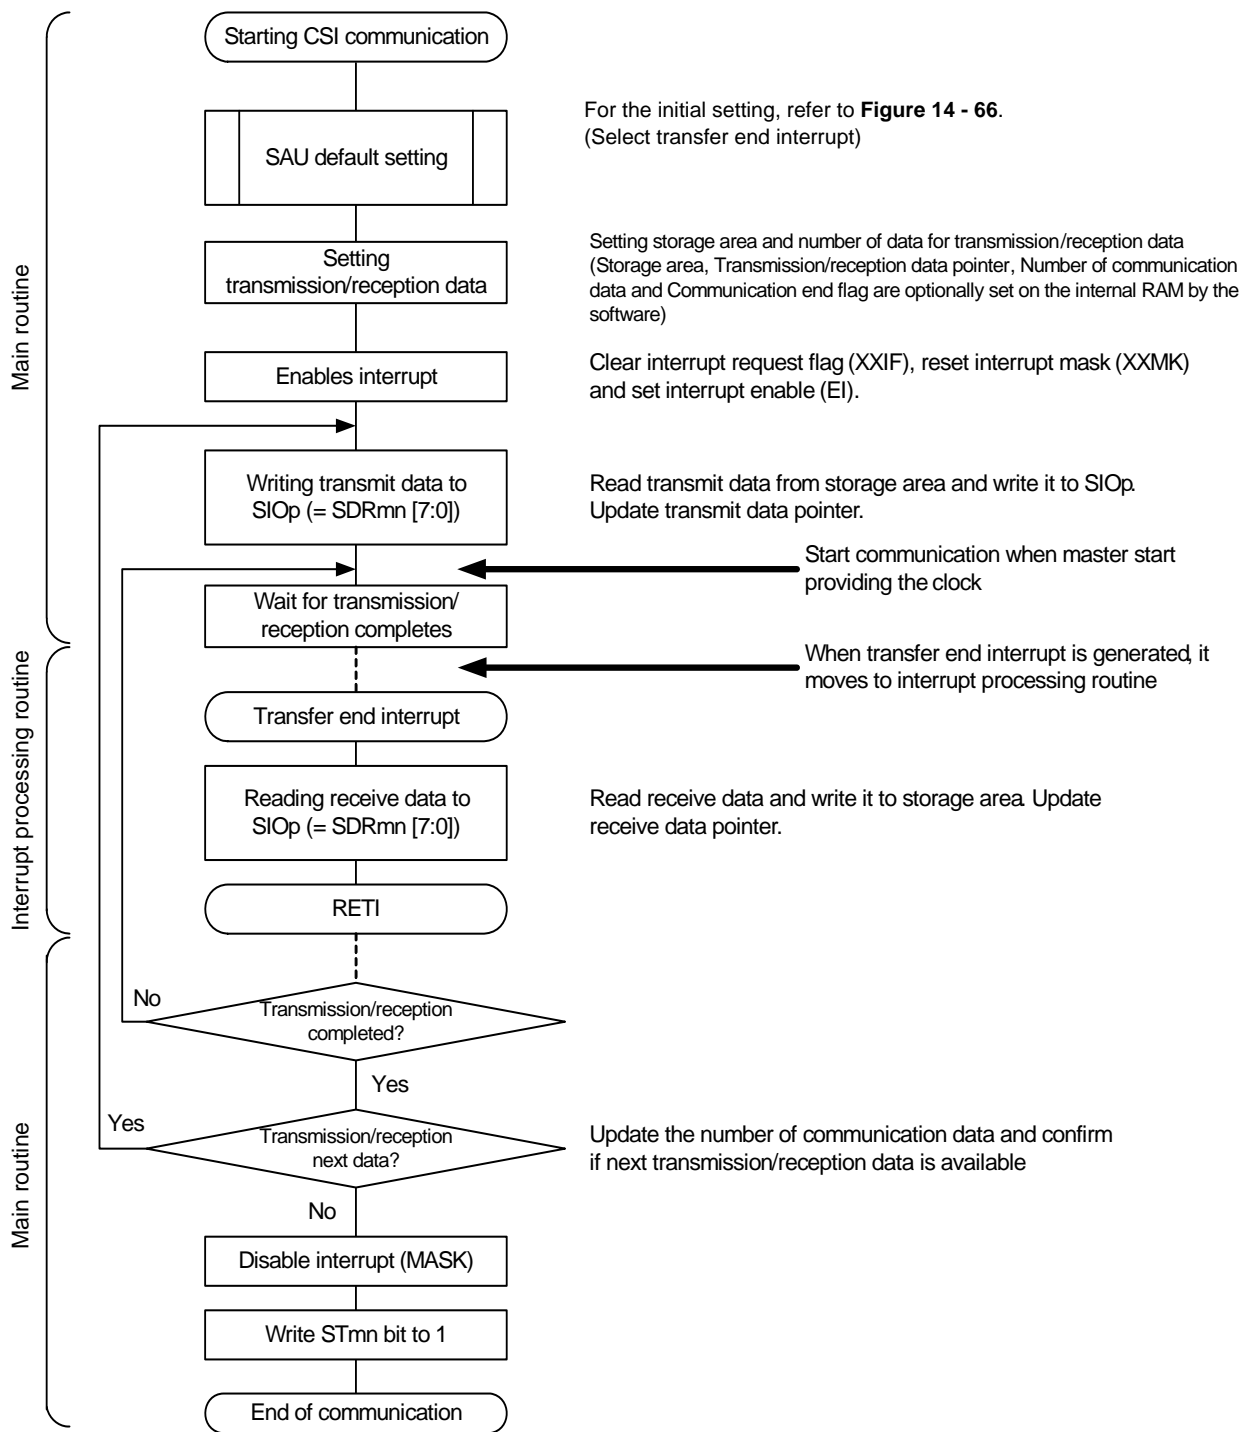 Starting CSI communication
For the initial setting, refer to Figure 14 - 66.
(Select transfer end interrupt)
SAU default setting
Setting
transmission/reception data
Setting storage area and number of data for transmission/reception data
(Storage area, Transmission/reception data pointer, Number of communication
data and Communication end flag are optionally set on the internal RAM by the
software)
Main routine
Enables interrupt
Clear interrupt request flag (XXIF), reset interrupt mask (XXMK)
and set interrupt enable (EI).
Writing transmit data to
SIOp (= SDRmn [7:0])
Read transmit data from storage area and write it to SIOp.
Update transmit data pointer.
Start communication when master start
providing the clock
Wait for transmission/
reception completes
When transfer end interrupt is generated, it
moves to interrupt processing routine
Interrupt processing routine
Transfer end interrupt
Reading receive data to
SIOp (= SDRmn [7:0])
Read receive data and write it to storage area. Update
receive data pointer.
RETI
No
Transmission/reception
completed?
Yes
Yes
Transmission/reception
next data?
Update the number of communication data and confirm
if next transmission/reception data is available
Main routine
No
Disable interrupt (MASK)
Write STmn bit to 1
End of communication